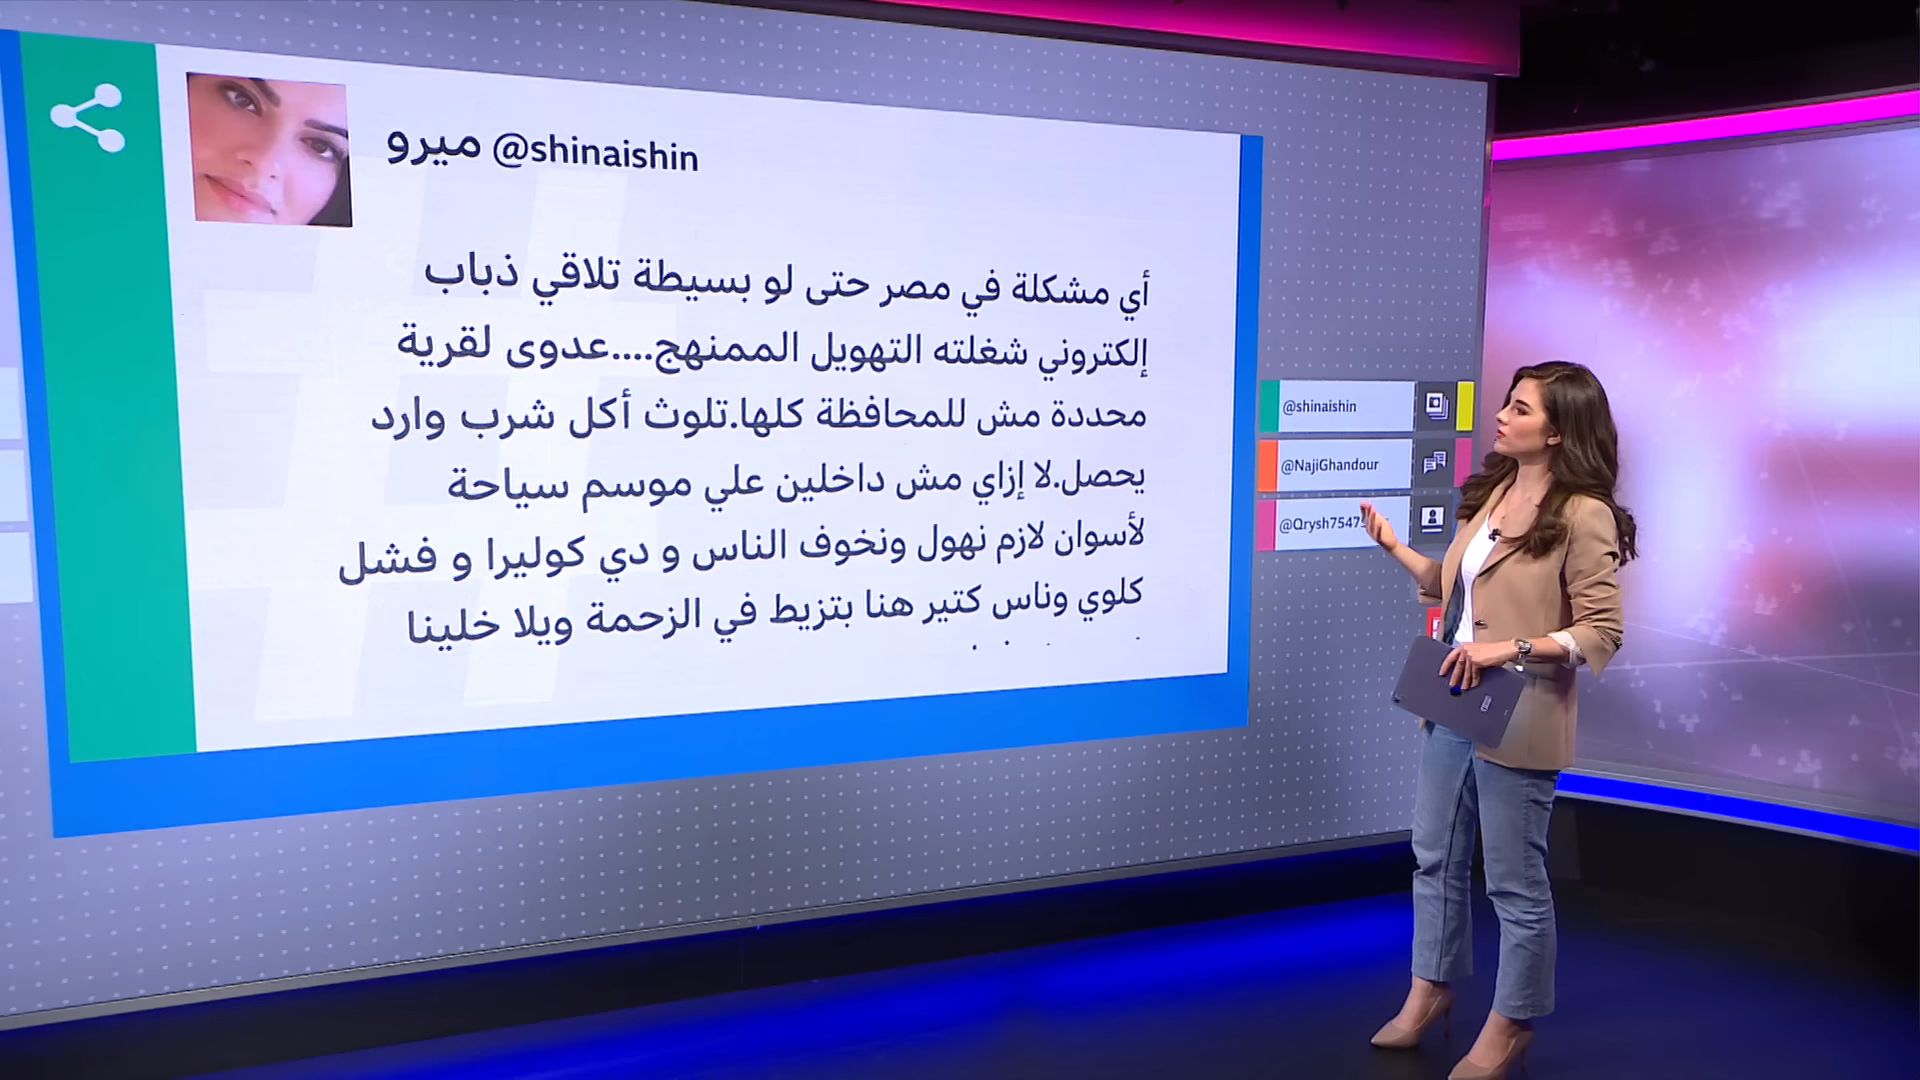 ميرو @shinaishin
أي مشكلة في مصر حتى لو بسيطة تلاقي ذباب
إلكتروني شغلته التهويل الممنهج....عدوى لقرية
محددة مش للمحافظة كلها.تلوث أكل شرب وارد
يحصل.لا إزاي مش داخلين علي موسم سياحة
لأسوان لازم نهول ونخوف الناس و دي كوليرا و فشل
كلوي وناس كتير هنا بتزيط في الزحمة ويلا خلينا
@shinaishin
@NajiGhandour